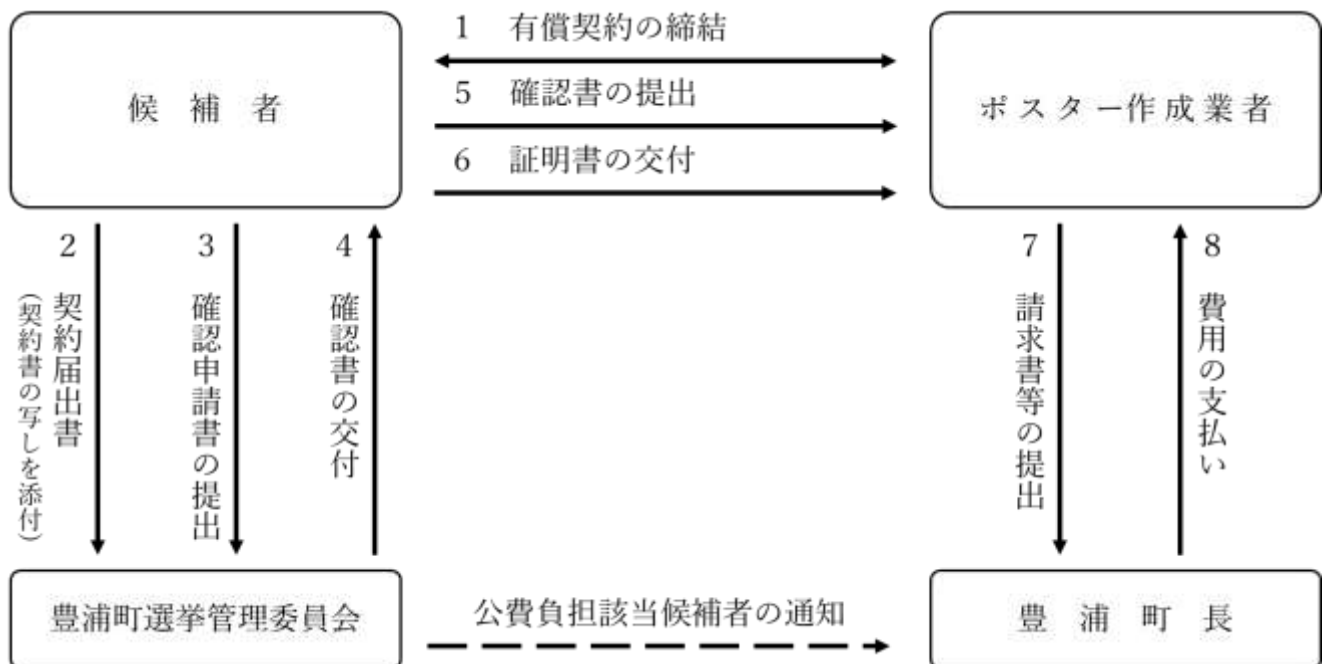 1 有償契約の締結
候補者
ポスター作成業者
5 確認書の提出
6 証明書の交付
2 契約届出書
(契約書の写しを添付)
3 確認申請書の提出
4 確認書の交付
7 請求書等の提出
8 費用の支払い
豊浦町選挙管理委員会
公費負担該当候補者の通知
豊浦町長